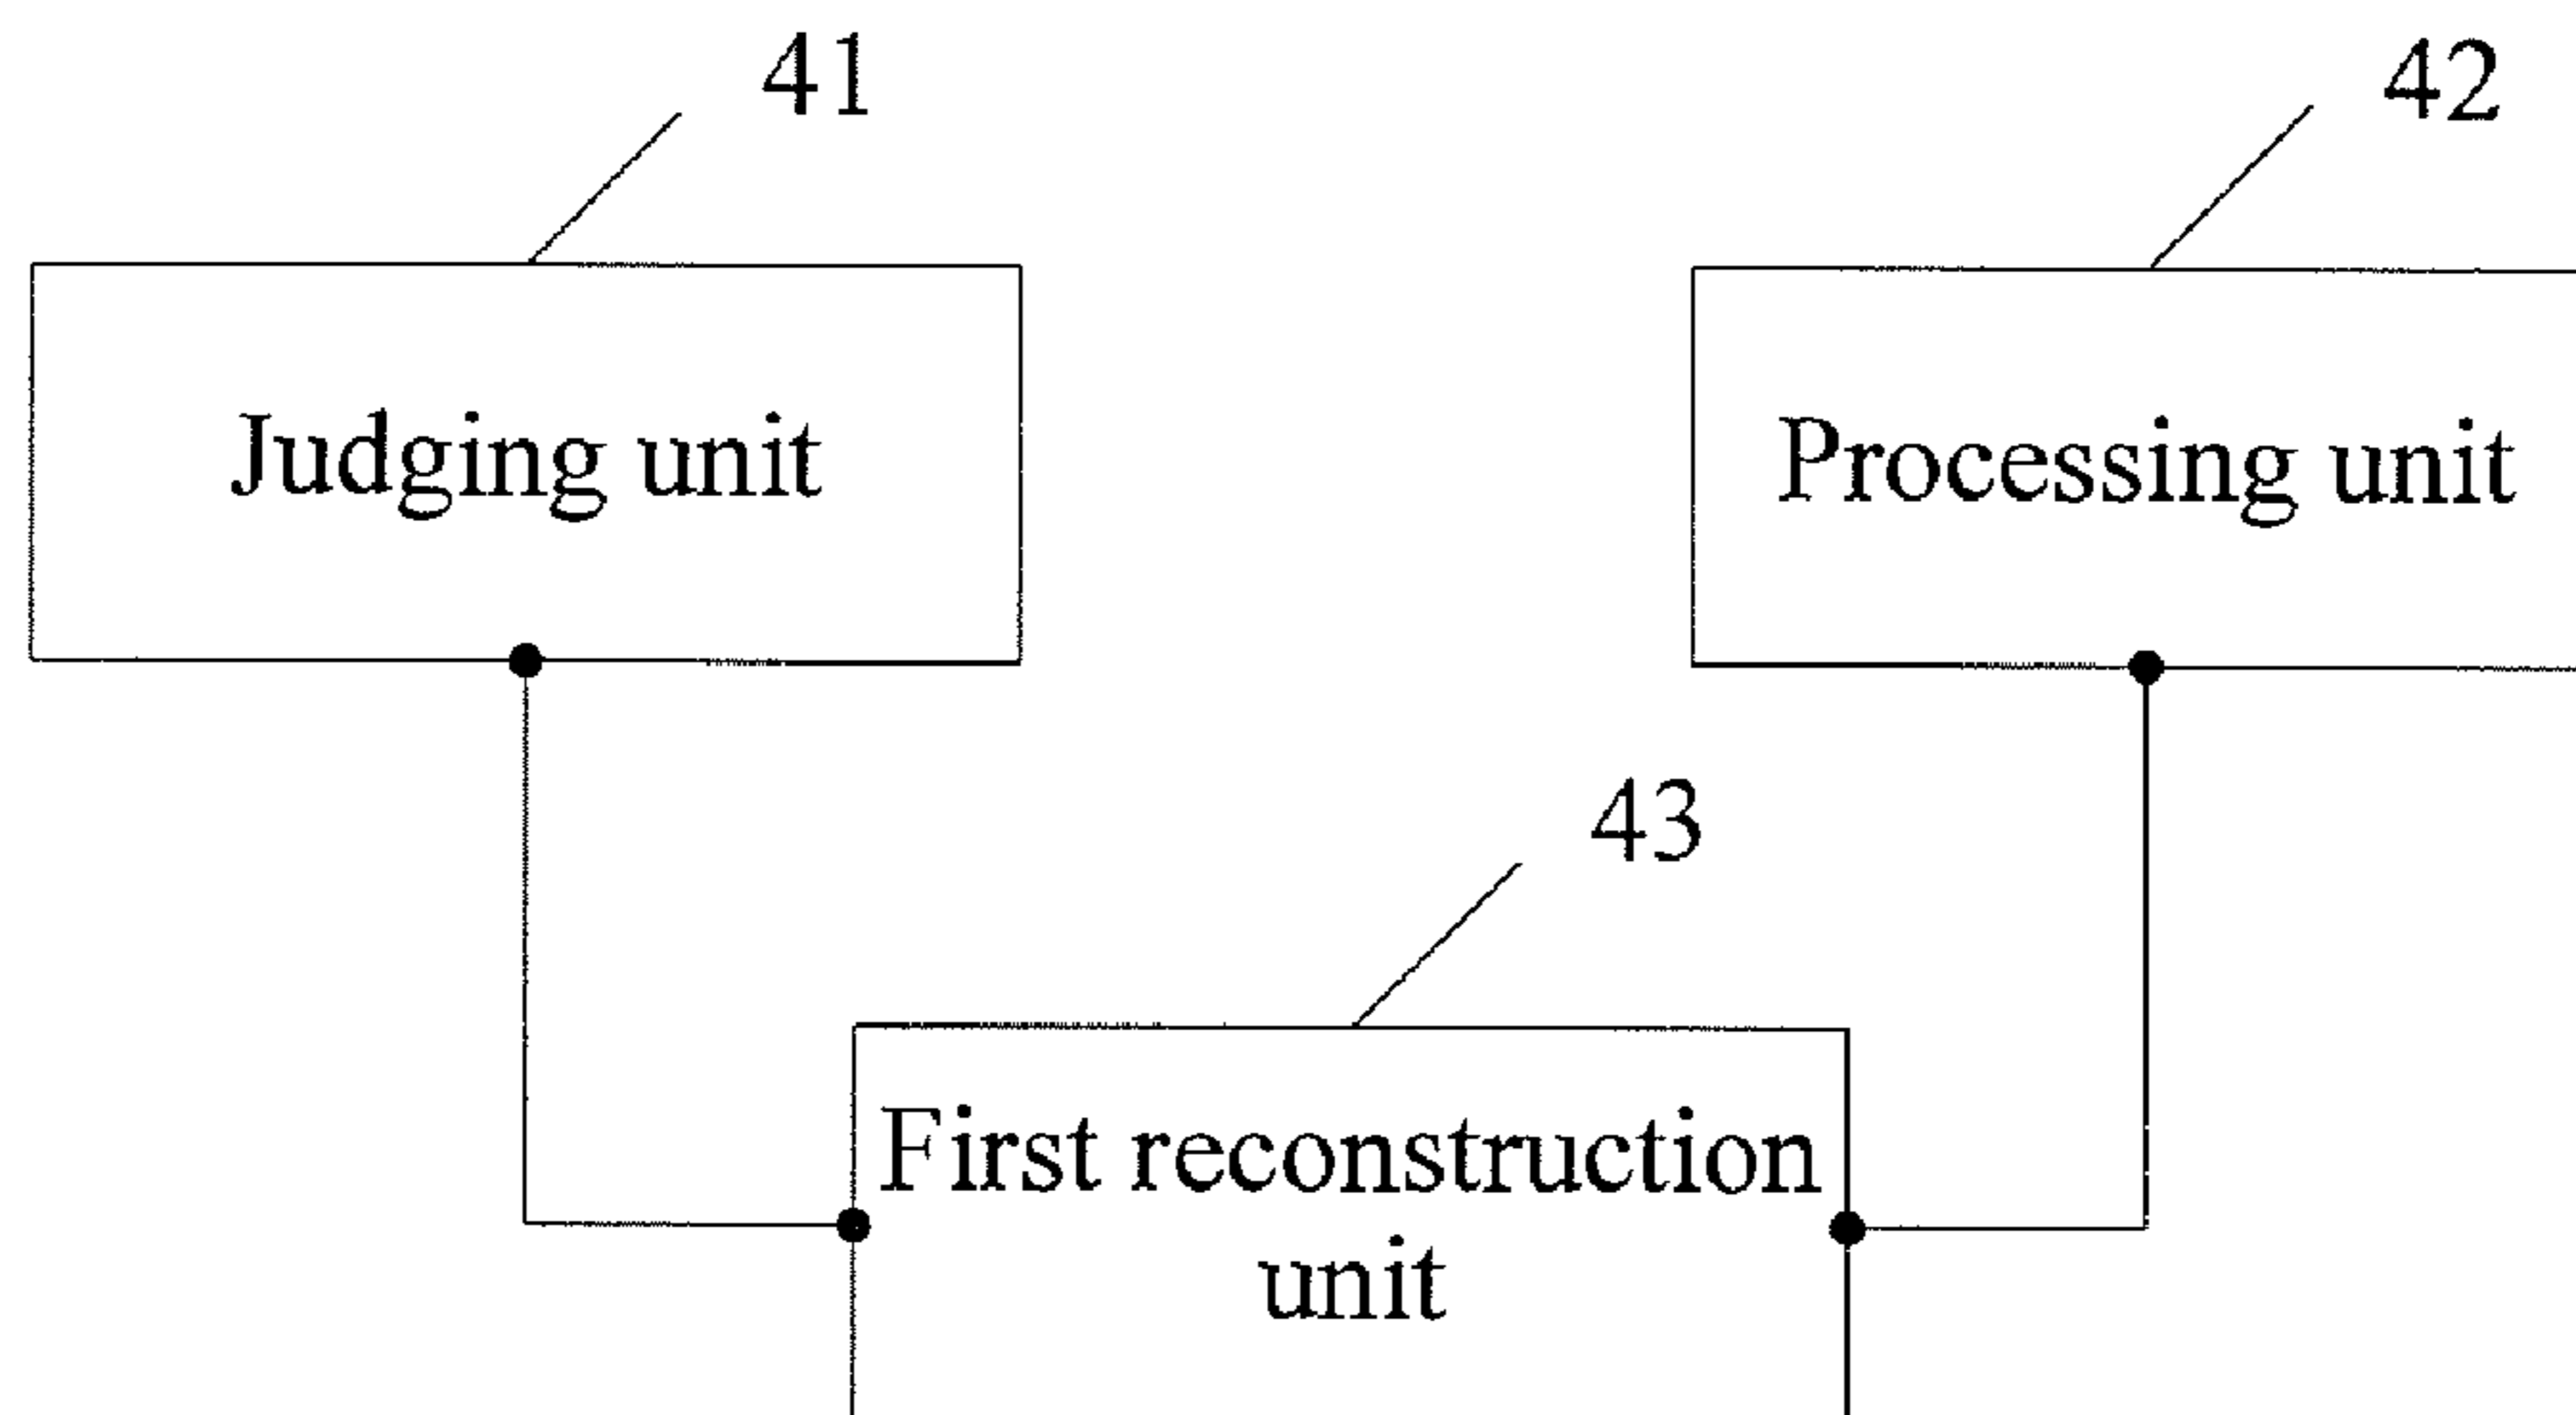 41
42
Judging unit
Processing unit
43
First reconstruction
unit